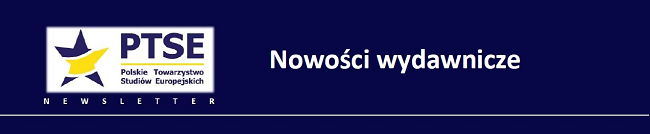 PTSE
Polskie Towarzystwo
Studiów Europejskich
NEWSLETTER
Nowości wydawnicze